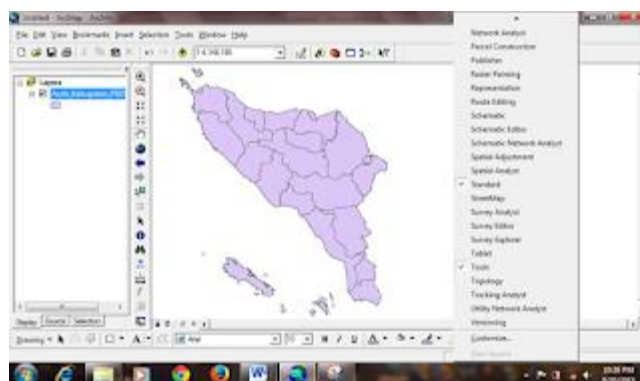 Untitled - ArcMap - ArcInfo
File Edit View Bookmarks Insert Selection Tools Window Help
Layers
Display Source Selection
Drawing
Arial
10
B I U A
Network Analyst
Parcel Construction
Publisher
Raster Painting
Representation
Route Editing
Schematic
Schematic Editor
Schematic Network Analyst
Spatial Adjustment
Spatial Analyst
Standard
StreetMap
Survey Analyst
Survey Editor
Survey Explorer
Tablet
Tools
Topology
Tracking Analyst
Utility Network Analyst
Versioning
Customize...